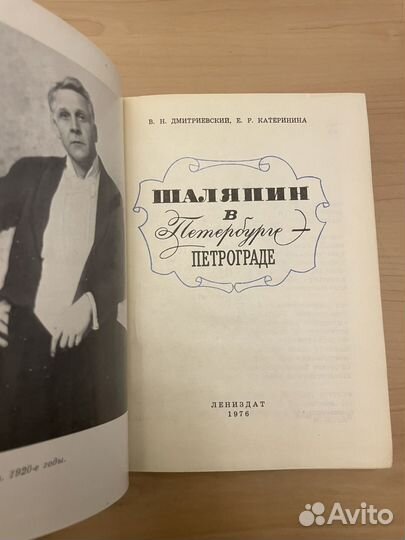 1920-е годы.
В. Н. ДМИТРИЕВСКИЙ, Е. Р. КАТЕРИНИНА
ШАЛЯПИН
В
Петербурге —
ПЕТРОГРАДЕ
ЛЕНИЗДАТ
1976
Avito